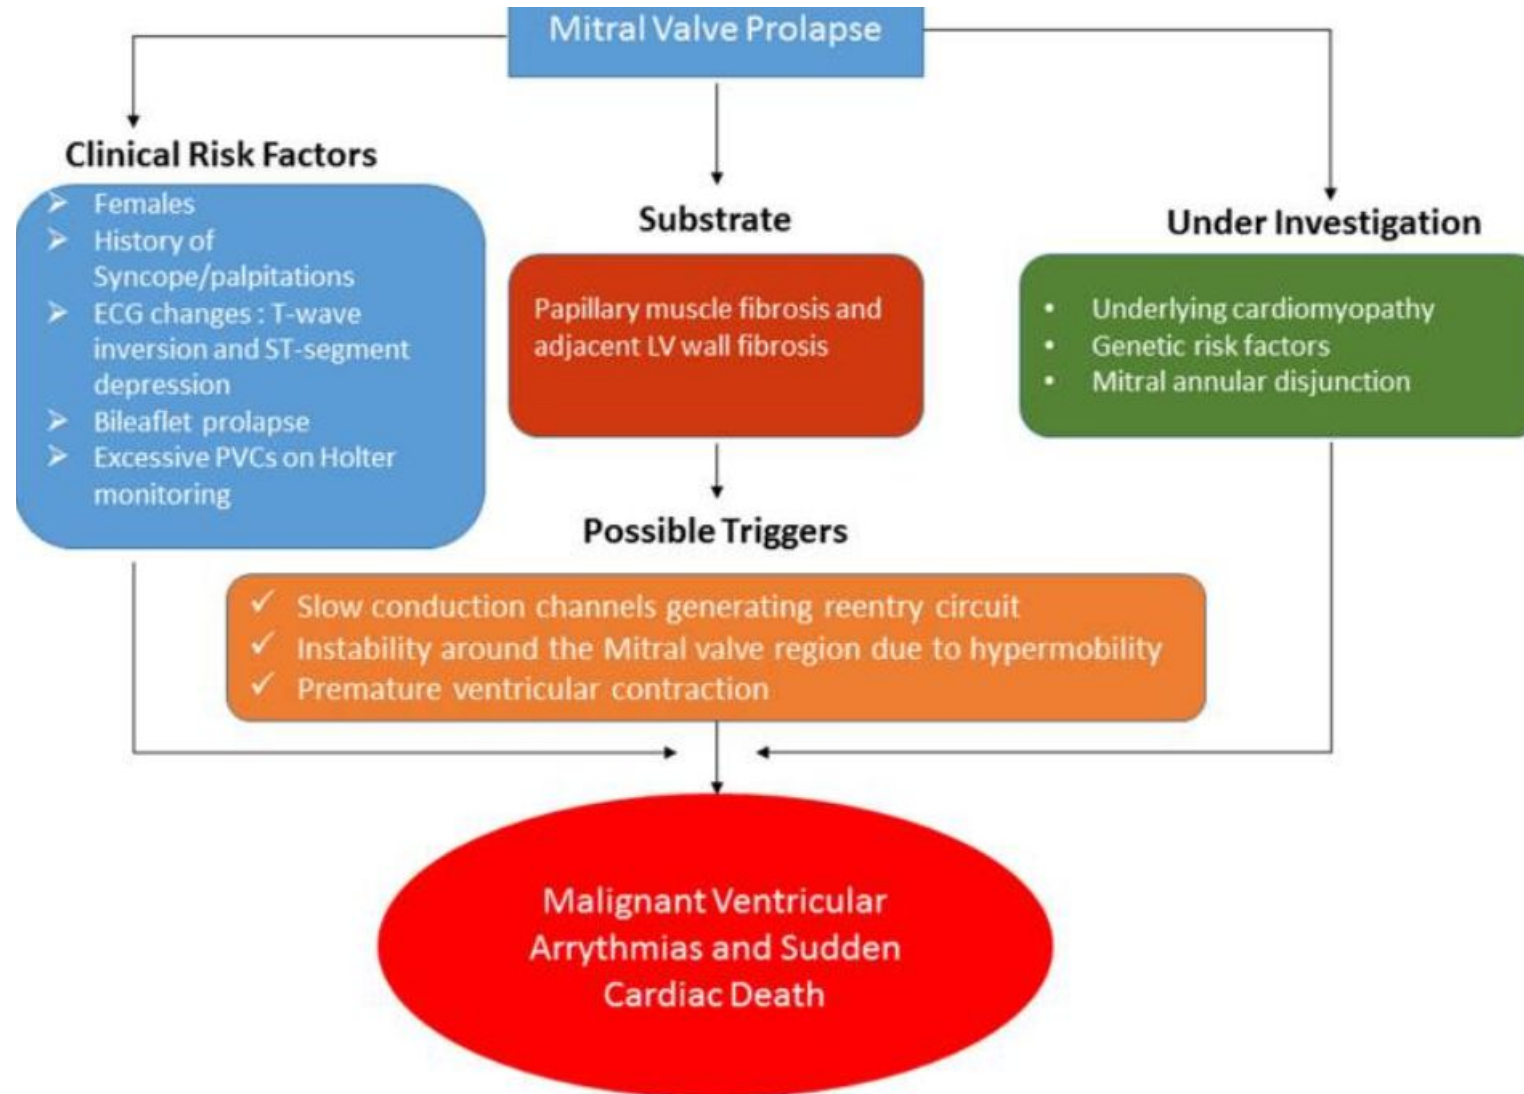 Mitral Valve Prolapse
Clinical Risk Factors
➢ Females
➢ History of
Syncope/palpitations
➢ ECG changes : T-wave
inversion and ST-segment
depression
➢ Bileaflet prolapse
➢ Excessive PVCs on Holter
monitoring
Substrate
Papillary muscle fibrosis and
adjacent LV wall fibrosis
Under Investigation
• Underlying cardiomyopathy
• Genetic risk factors
• Mitral annular disjunction
Possible Triggers
✓ Slow conduction channels generating reentry circuit
✓ Instability around the Mitral valve region due to hypermobility
✓ Premature ventricular contraction
Malignant Ventricular
Arrythmias and Sudden
Cardiac Death